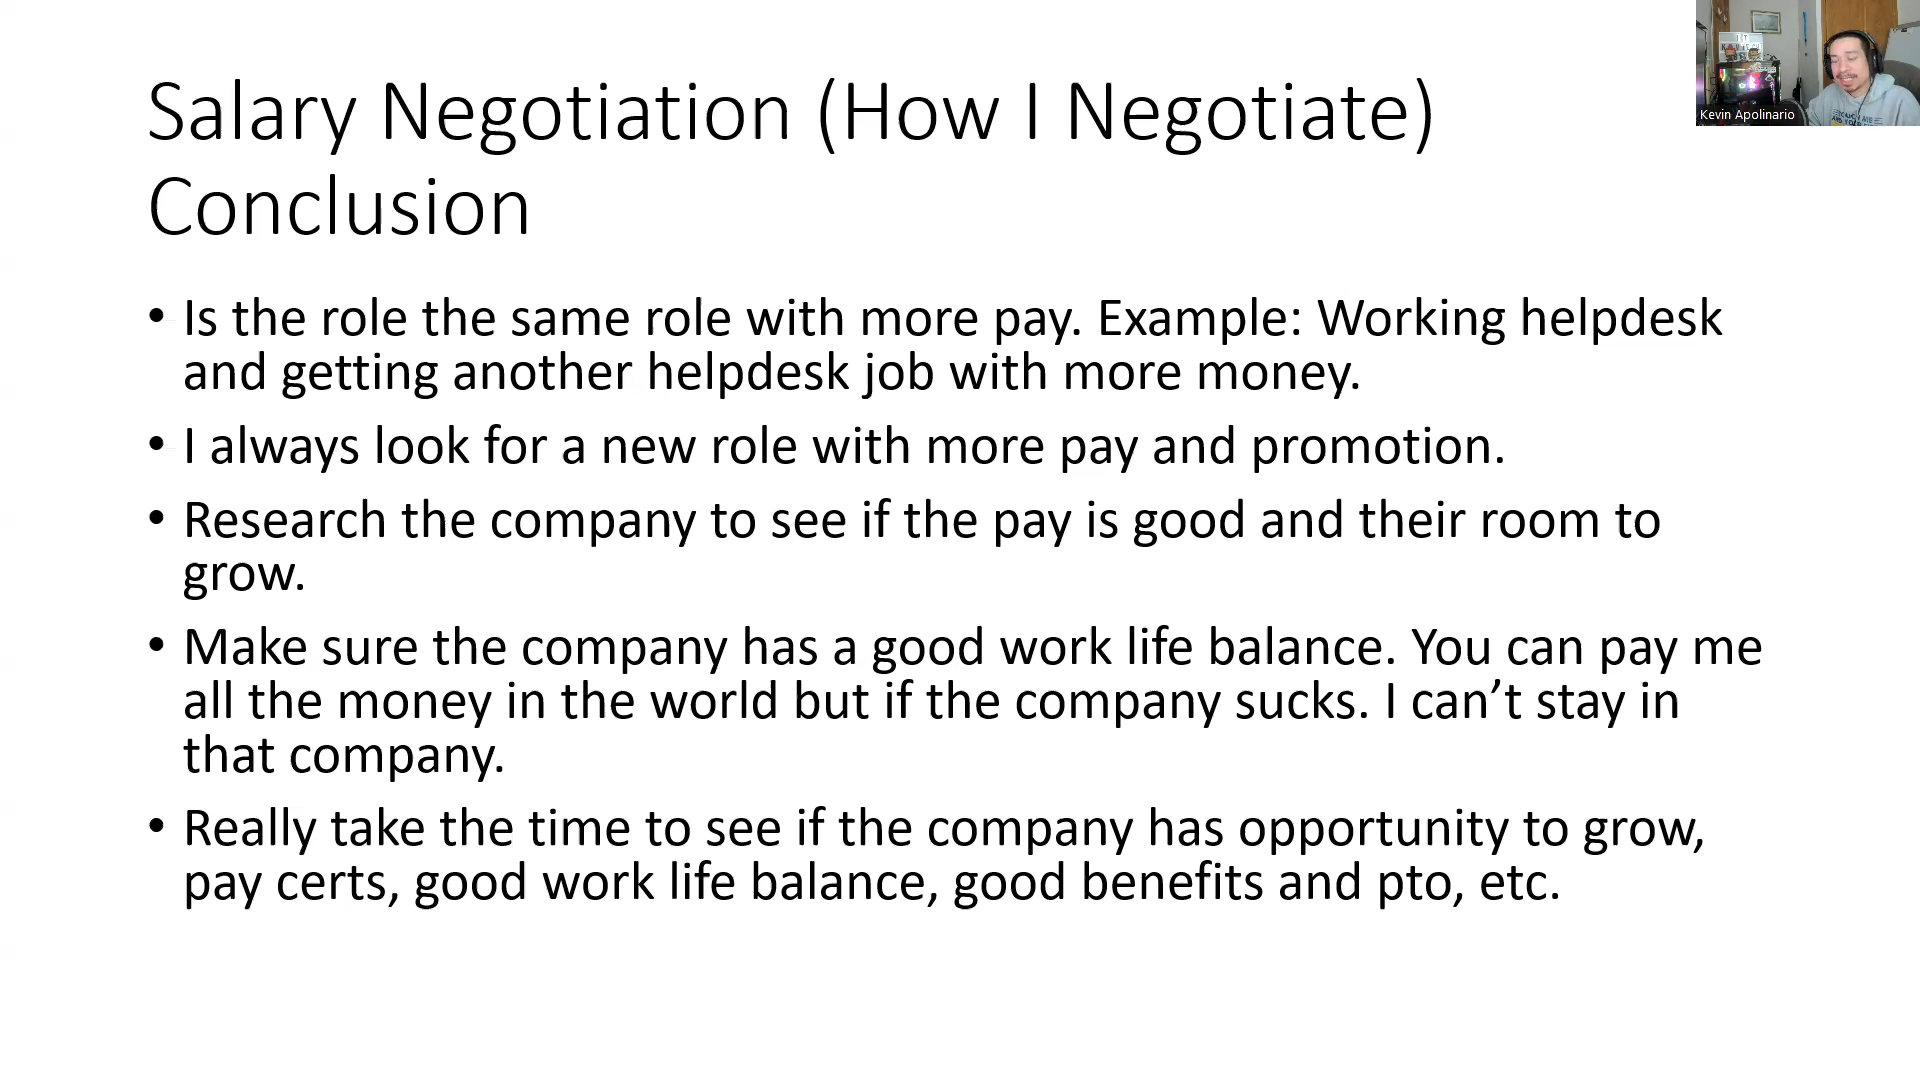 Salary Negotiation (How I Negotiate)
Conclusion
• Is the role the same role with more pay. Example: Working helpdesk
and getting another helpdesk job with more money.
• I always look for a new role with more pay and promotion.
• Research the company to see if the pay is good and their room to
grow.
• Make sure the company has a good work life balance. You can pay me
all the money in the world but if the company sucks. I can’t stay in
that company.
• Really take the time to see if the company has opportunity to grow,
pay certs, good work life balance, good benefits and pto, etc.
Kevin Apolinario